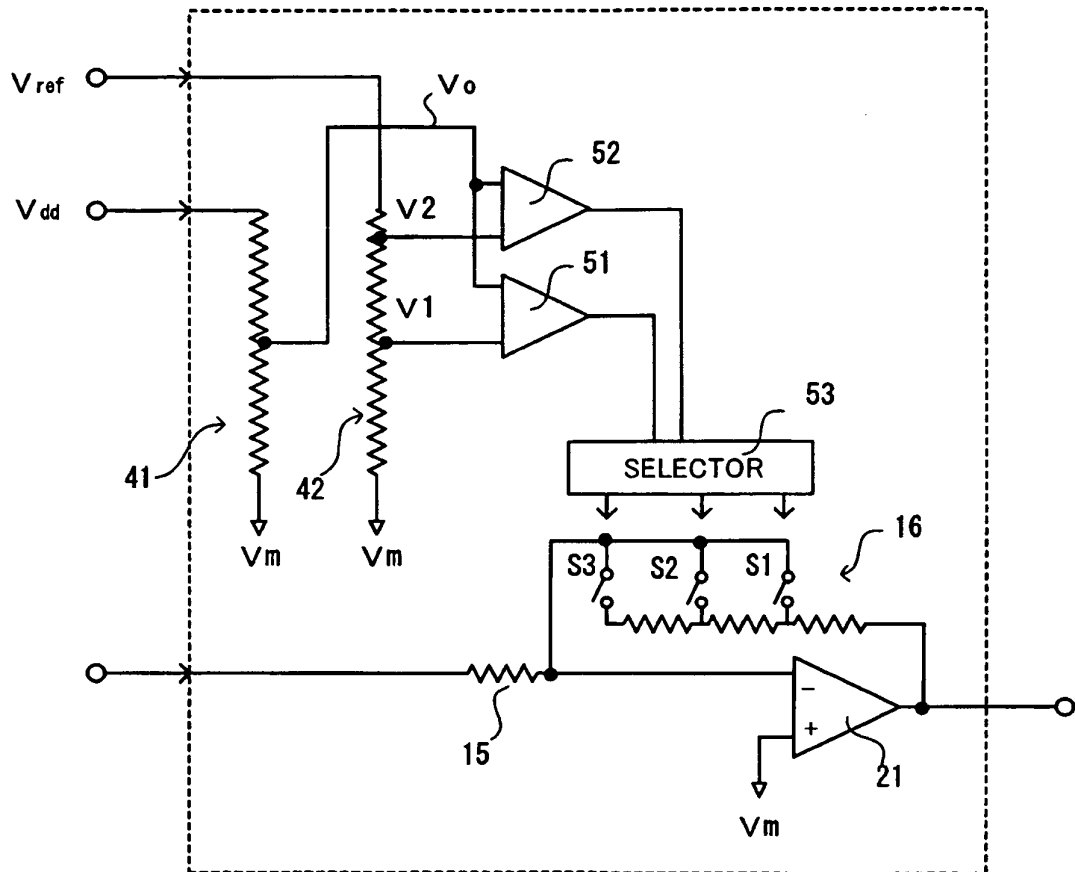 Vref
Vo
52
Vdd
V2
51
V1
53
41
42
SELECTOR
Vm
Vm
16
S3
S2
S1
15
-
+
21
Vm